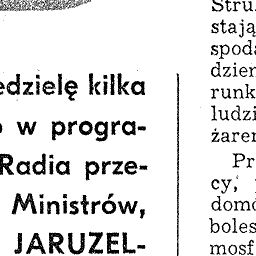 edzielę kilka
w progra-
Radia prze-
Ministrów,
JARUZEL-
Stru
stają
spoda
dzien
runk
ludzi
żaren
Pr
cy,
domo
boles
mosf